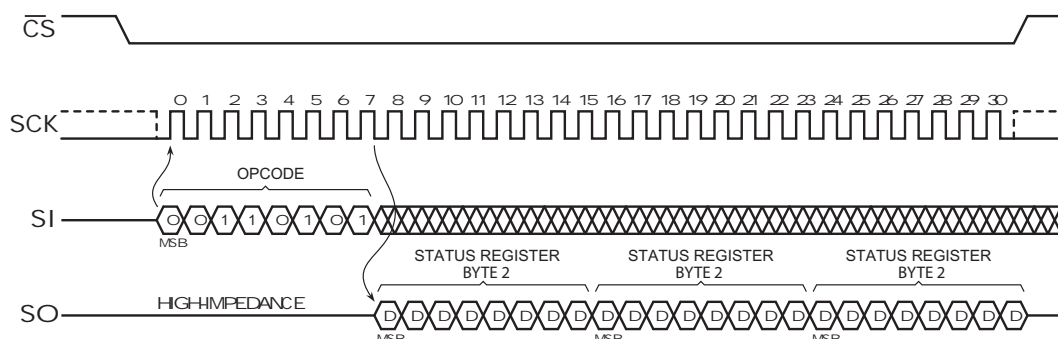 CS
SCK
0 1 2 3 4 5 6 7 8 9 10 11 12 13 14 15 16 17 18 19 20 21 22 23 24 25 26 27 28 29 30
OPCODE
SI
0 0 1 1 0 1 0 1
MSB
STATUS REGISTER
BYTE 2
STATUS REGISTER
BYTE 2
STATUS REGISTER
BYTE 2
SO
HIGH-IMPEDANCE
D D D D D D D D D D D D D D D D D D D D D D D D
MSB
MSB
MSB